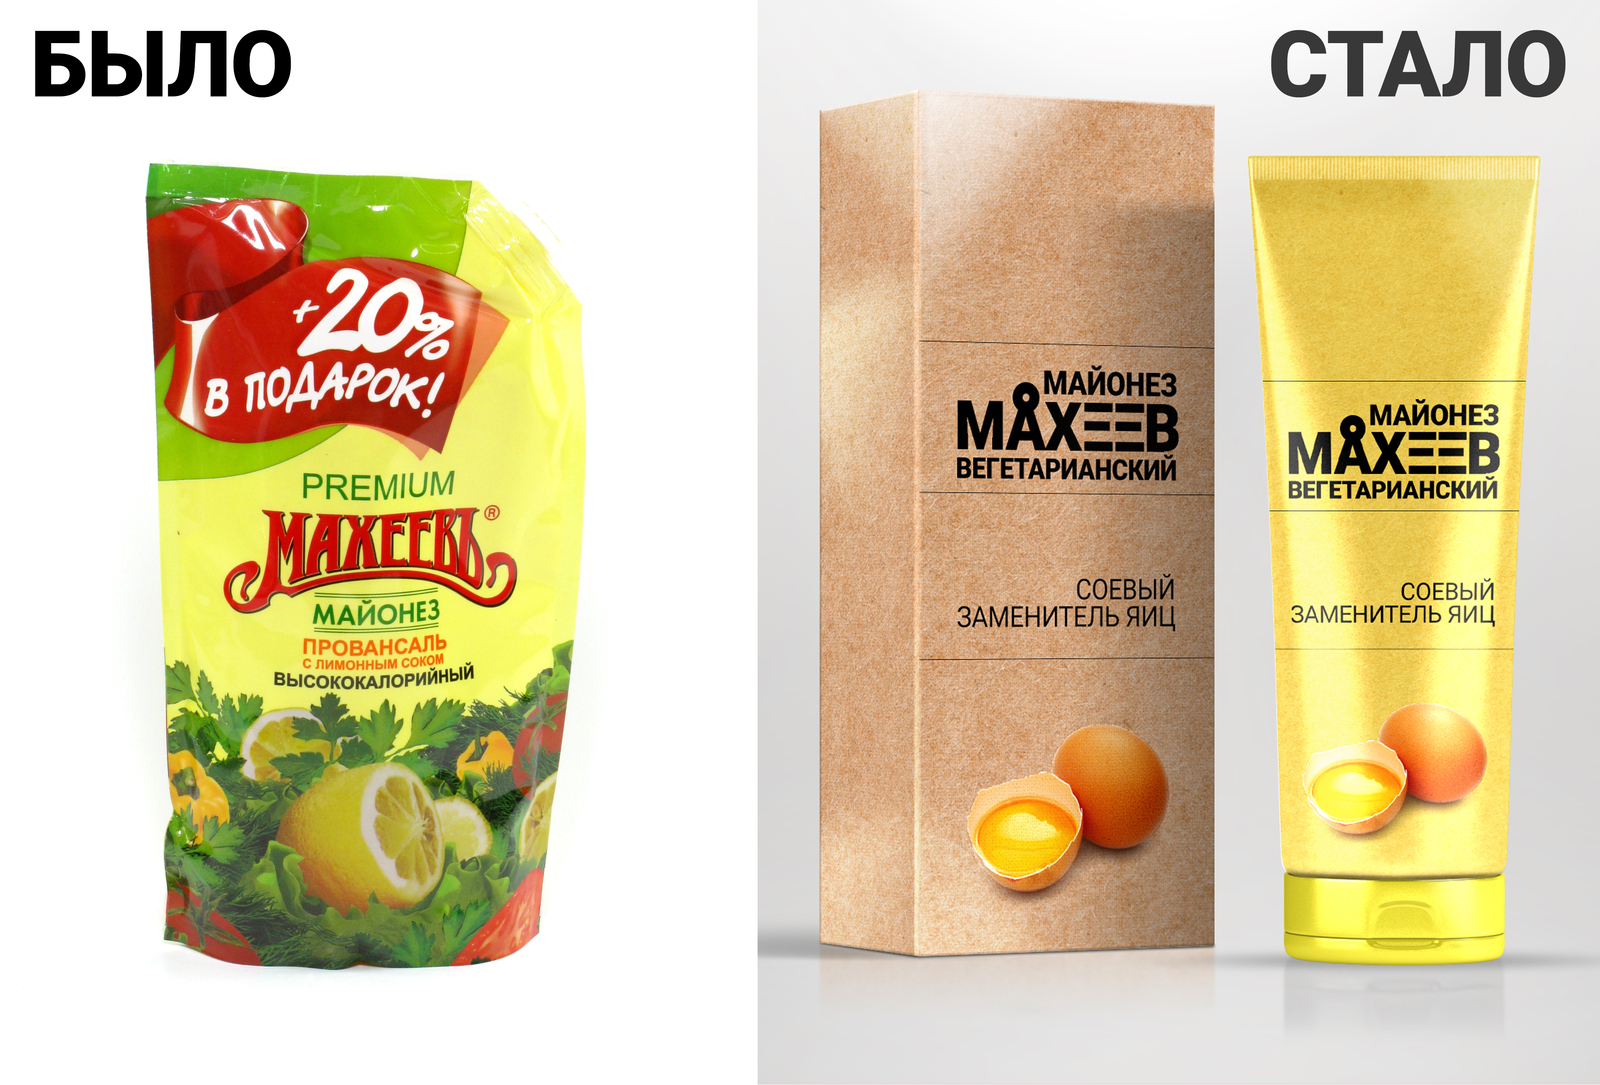 БЫЛО
+20%
В ПОДАРОК!
PREMIUM
МАХЕЕВЪ®
МАЙОНЕЗ
ПРОВАНСАЛЬ
С ЛИМОННЫМ СОКОМ
ВЫСОКОКАЛОРИЙНЫЙ
СТАЛО
МАЙОНЕЗ
МАХЕЕВ
ВЕГЕТАРИАНСКИЙ
СОЕВЫЙ
ЗАМЕНИТЕЛЬ ЯИЦ
МАЙОНЕЗ
МАХЕЕВ
ВЕГЕТАРИАНСКИЙ
СОЕВЫЙ
ЗАМЕНИТЕЛЬ ЯИЦ